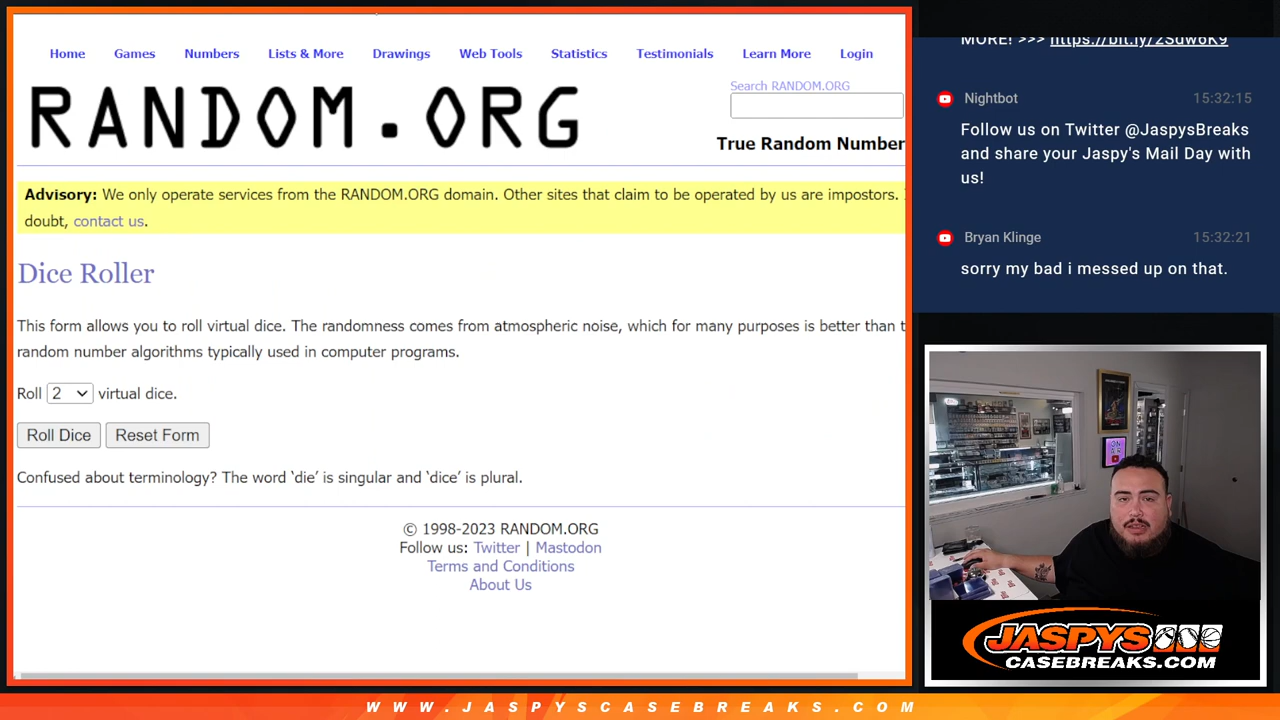 Home Games Numbers Lists & More Drawings Web Tools Statistics Testimonials Learn More Login
RANDOM.ORG
Search RANDOM.ORG
True Random Number
Advisory: We only operate services from the RANDOM.ORG domain. Other sites that claim to be operated by us are impostors.
doubt, contact us.
Dice Roller
This form allows you to roll virtual dice. The randomness comes from atmospheric noise, which for many purposes is better than
random number algorithms typically used in computer programs.
Roll 2 virtual dice.
Roll Dice Reset Form
Confused about terminology? The word ‘die’ is singular and ‘dice’ is plural.
© 1998-2023 RANDOM.ORG
Follow us: Twitter | Mastodon
Terms and Conditions
About Us
MORE! >>> https://bit.ly/2Sdw6K9
Nightbot 15:32:15
Follow us on Twitter @JaspysBreaks
and share your Jaspy's Mail Day with
us!
Bryan Klinge 15:32:21
sorry my bad i messed up on that.
ON
AIR
JASPYS
CASEBREAKS.COM
WWW.JASPYSCASEBREAKS.COM